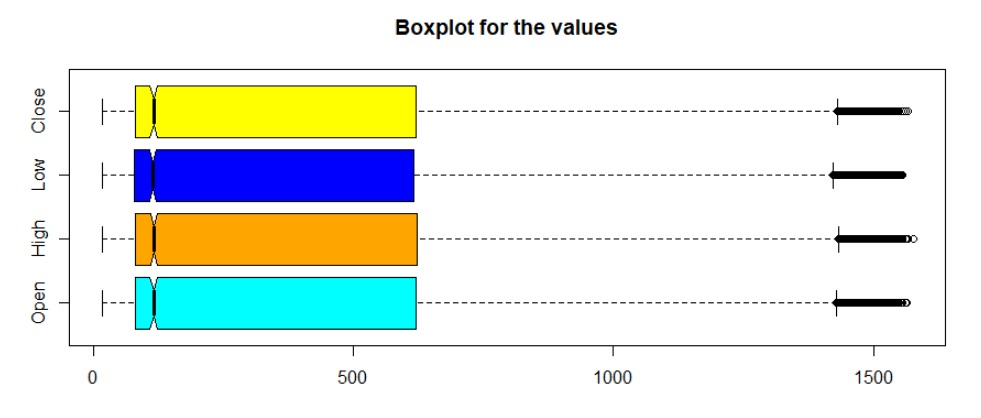 Boxplot for the values
Close
Low
High
Open
0 500 1000 1500